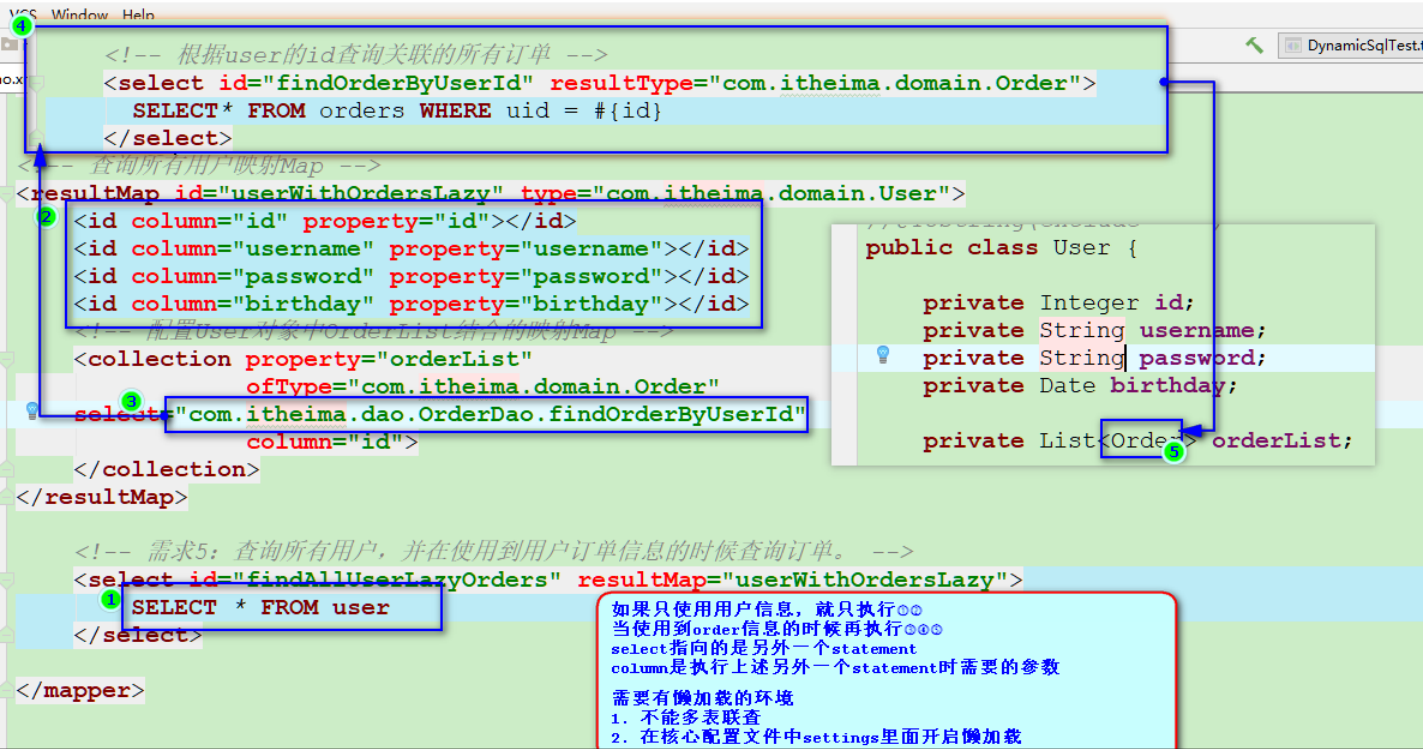 VCS Window Help
4
<!-- 根据user的id查询关联的所有订单 -->
DynamicSqlTest.t
ao.x
<select id="findOrderByUserId" resultType="com.itheima.domain.Order">
SELECT* FROM orders WHERE uid = #{id}
</select>
<!-- 查询所有用户映射Map -->
<resultMap id="userWithOrdersLazy" type="com.itheima.domain.User">
2
<id column="id" property="id"></id>
<id column="username" property="username"></id>
<id column="password" property="password"></id>
<id column="birthday" property="birthday"></id>
<!-- 配置User对象中OrderList结合的映射Map -->
<collection property="orderList"
ofType="com.itheima.domain.Order"
3
select="com.itheima.dao.OrderDao.findOrderByUserId"
column="id">
</collection>
</resultMap>
public class User {
private Integer id;
private String username;
private String password;
private Date birthday;
private List<Order> orderList;
5
<!-- 需求5：查询所有用户，并在使用到用户订单信息的时候查询订单。 -->
<select id="findAllUserLazyOrders" resultMap="userWithOrdersLazy">
1
SELECT * FROM user
</select>
</mapper>
如果只使用用户信息，就只执行①②
当使用到order信息的时候再执行③④⑤
select指向的是另外一个statement
column是执行上述另外一个statement时需要的参数
需要有懒加载的环境
1. 不能多表联查
2. 在核心配置文件中settings里面开启懒加载